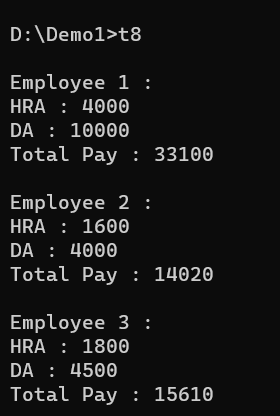 D:\Demo1>t8
Employee 1 :
HRA : 4000
DA : 10000
Total Pay : 33100
Employee 2 :
HRA : 1600
DA : 4000
Total Pay : 14020
Employee 3 :
HRA : 1800
DA : 4500
Total Pay : 15610